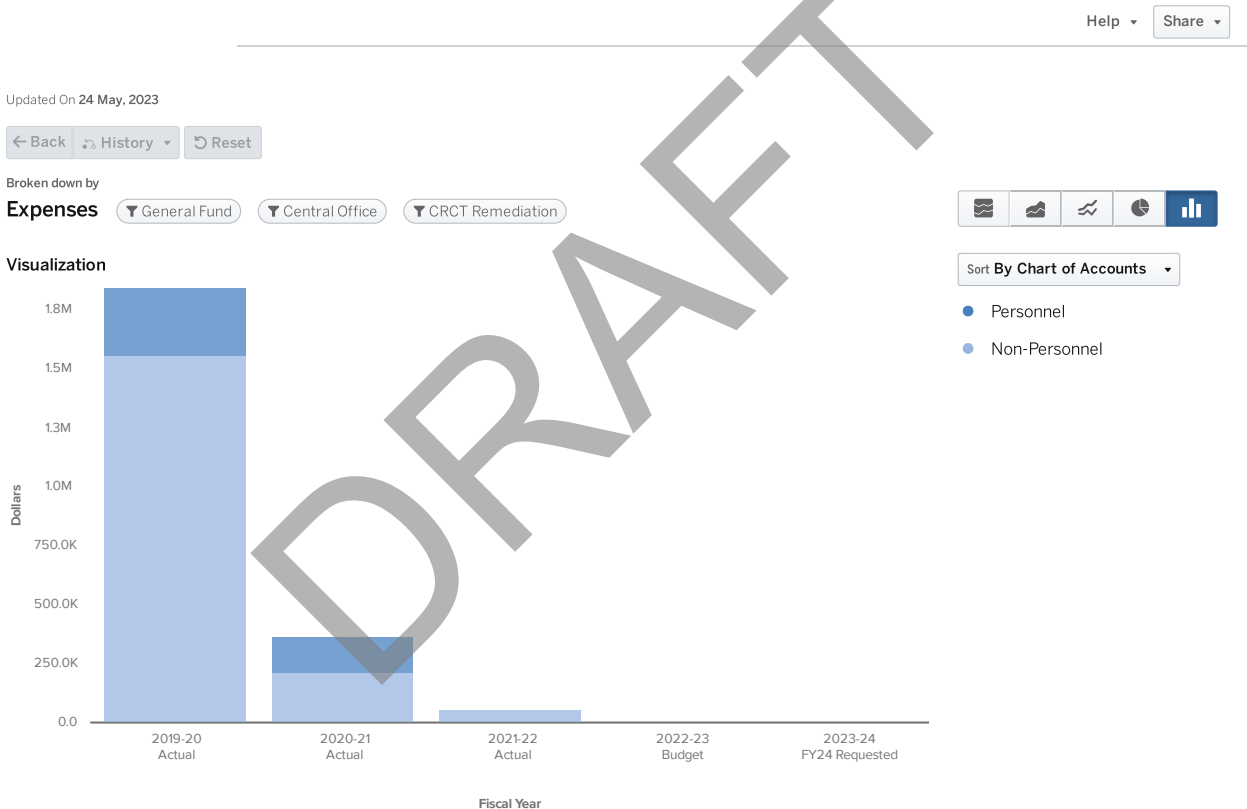 Help
Share
Updated On 24 May, 2023
Back
History
Reset
Broken down by
Expenses
General Fund
Central Office
CRCT Remediation
Visualization
Sort By Chart of Accounts
Personnel
Non-Personnel
1.8M
1.5M
1.3M
1.0M
750.0K
500.0K
250.0K
0.0
Dollars
2019-20
Actual
2020-21
Actual
2021-22
Actual
2022-23
Budget
2023-24
FY24 Requested
Fiscal Year
DRAFT